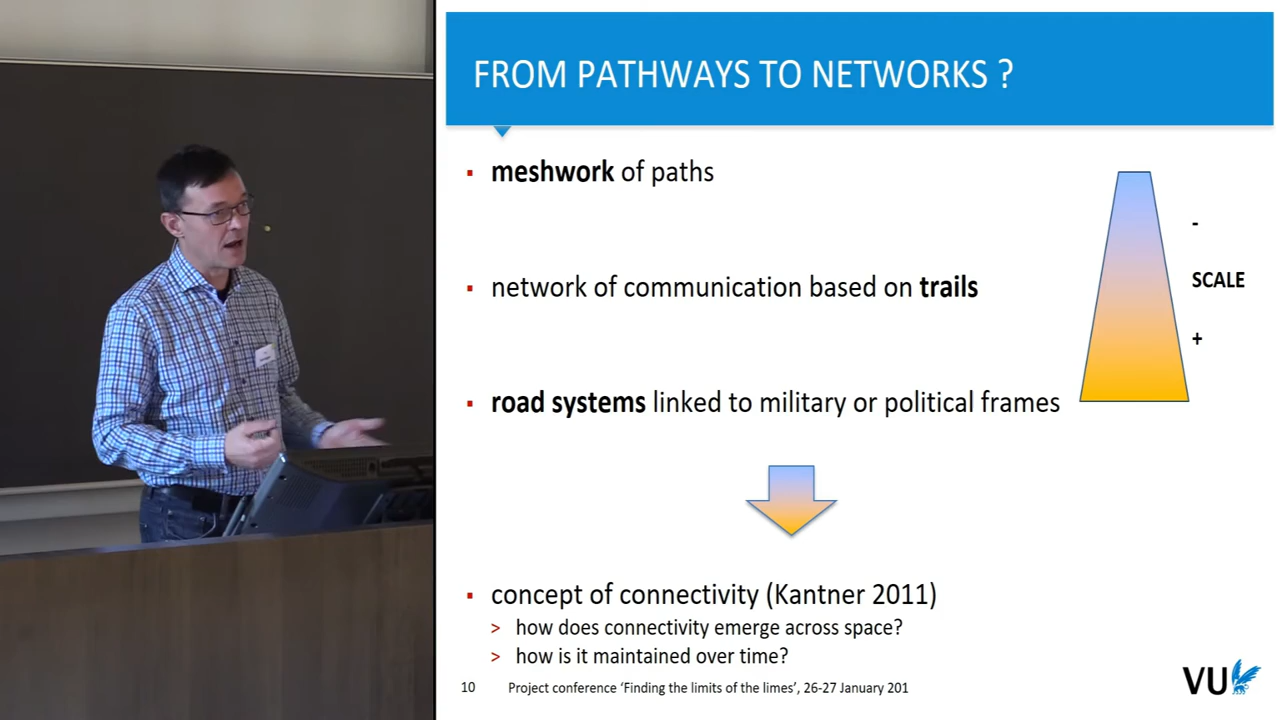 FROM PATHWAYS TO NETWORKS ?
▪ meshwork of paths
▪ network of communication based on trails
▪ road systems linked to military or political frames
-
SCALE
+
▪ concept of connectivity (Kantner 2011)
> how does connectivity emerge across space?
> how is it maintained over time?
10 Project conference ‘Finding the limits of the limes’, 26-27 January 201
VU